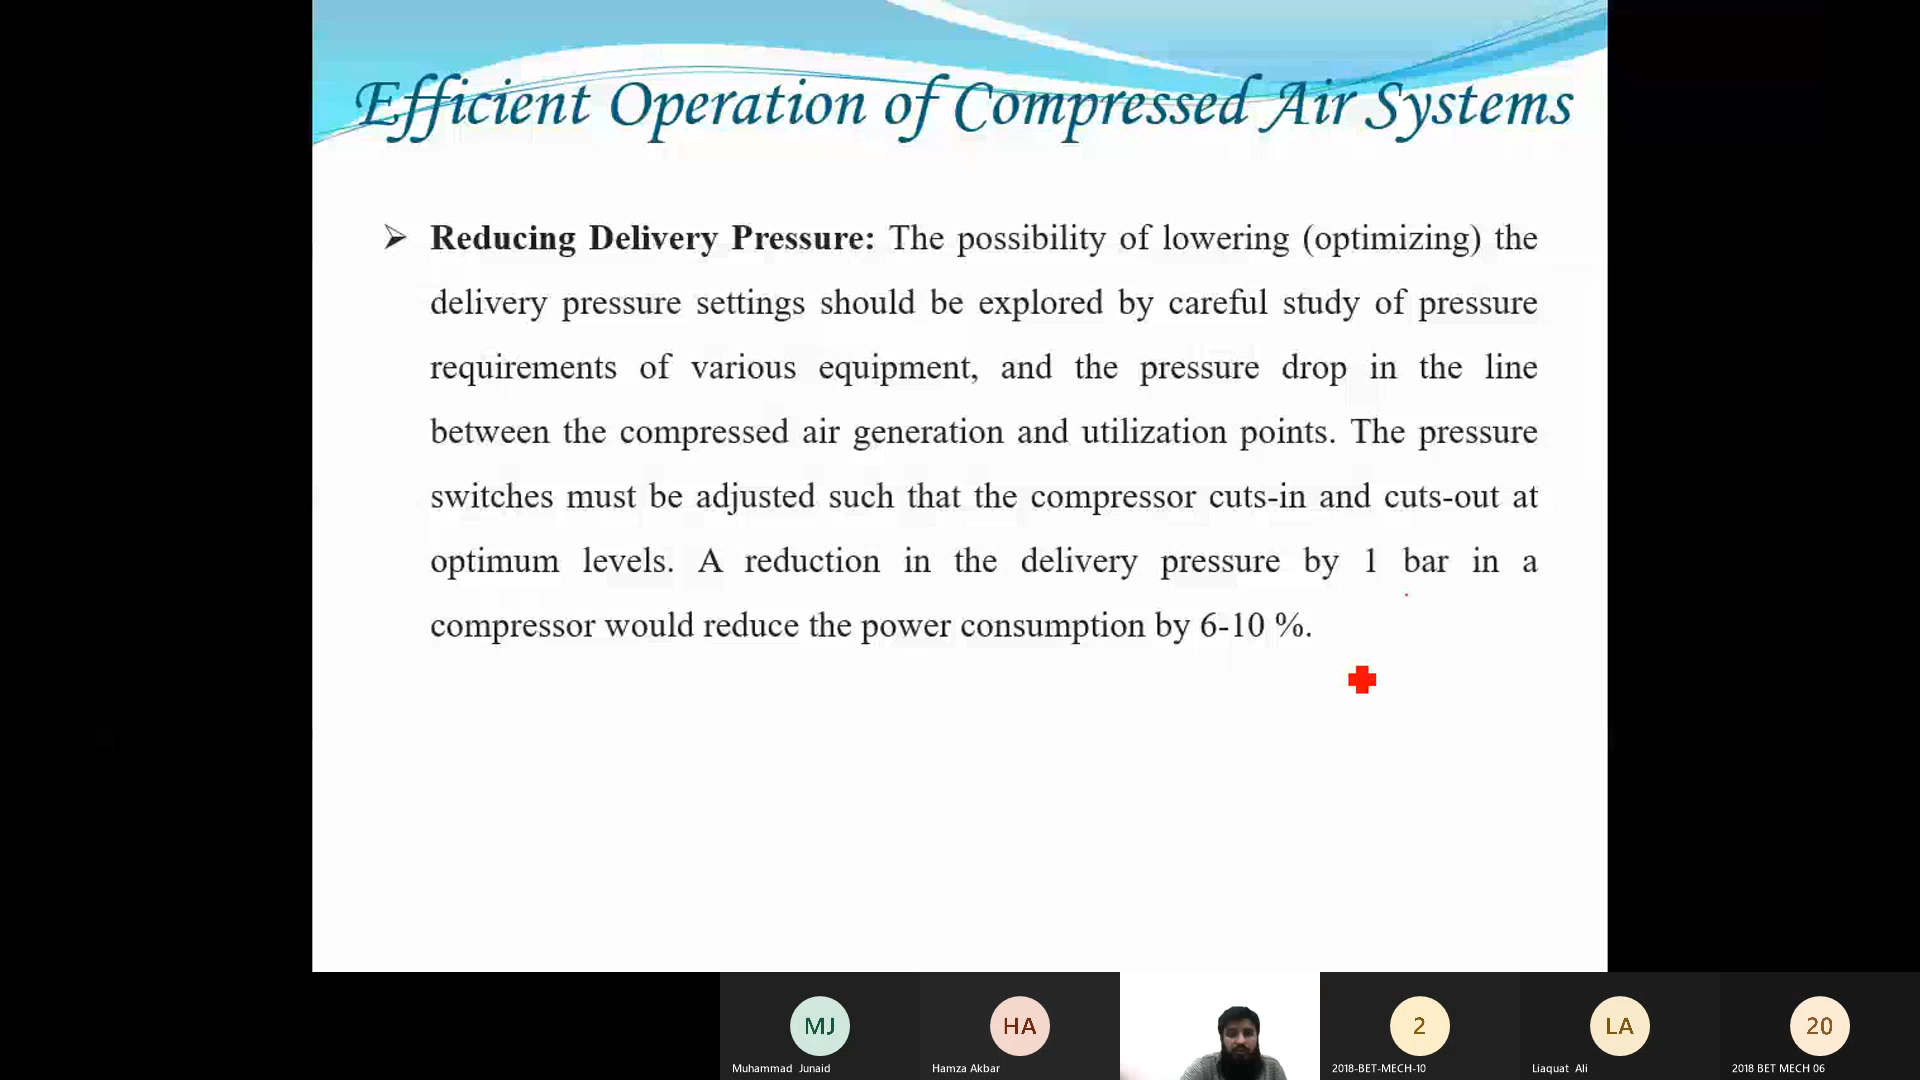 Efficient Operation of Compressed Air Systems
➢ Reducing Delivery Pressure: The possibility of lowering (optimizing) the
delivery pressure settings should be explored by careful study of pressure
requirements of various equipment, and the pressure drop in the line
between the compressed air generation and utilization points. The pressure
switches must be adjusted such that the compressor cuts-in and cuts-out at
optimum levels. A reduction in the delivery pressure by 1 bar in a
compressor would reduce the power consumption by 6-10 %.
MJ
Muhammad Junaid
HA
Hamza Akbar
2
2018-BET-MECH-10
LA
Liaquat Ali
20
2018 BET MECH 06